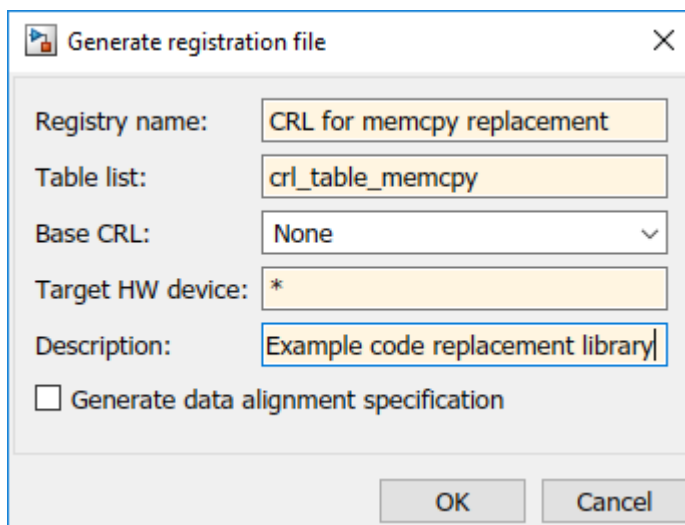 Generate registration file
Registry name: CRL for memcpy replacement
Table list: crl_table_memcpy
Base CRL: None
Target HW device: *
Description: Example code replacement library
Generate data alignment specification
OK Cancel